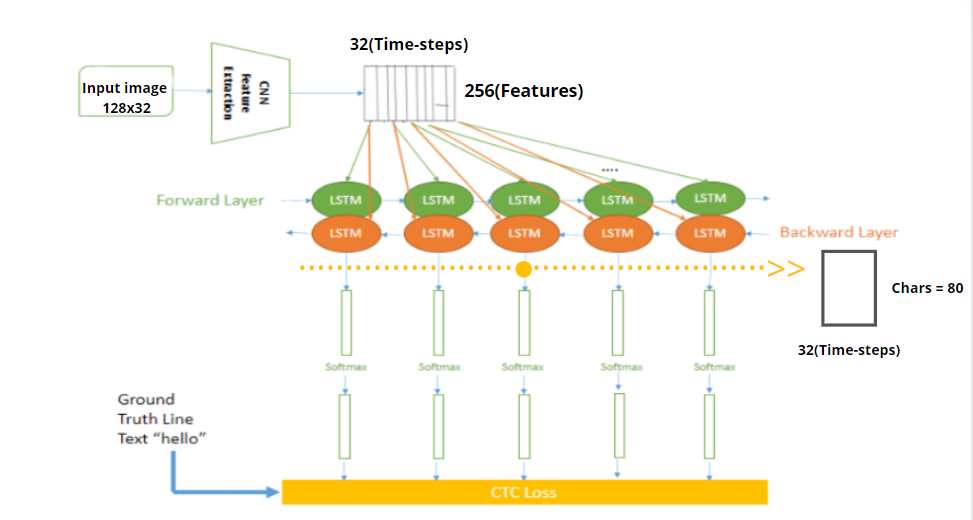 32(Time-steps)
Input image
128x32
CNN
Feature
Extraction
256(Features)
....
Forward Layer
LSTM LSTM LSTM LSTM LSTM
LSTM LSTM LSTM LSTM LSTM
Backward Layer
>>
Chars = 80
32(Time-steps)
Softmax Softmax Softmax Softmax Softmax
Ground
Truth Line
Text “hello”
CTC Loss